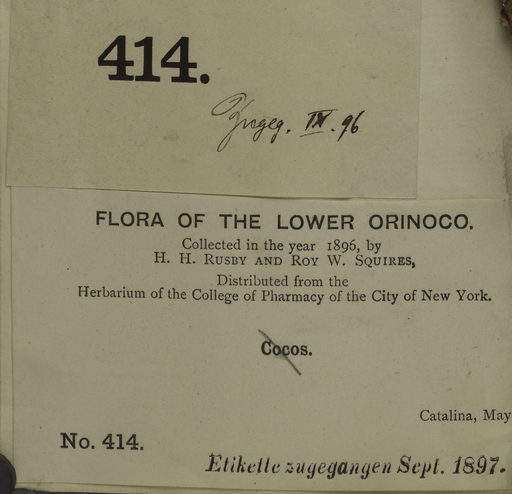 414.
Zugeg. IX. 96
FLORA OF THE LOWER ORINOCO.
Collected in the year 1896, by
H. H. RUSBY AND ROY W. SQUIRES,
Distributed from the
Herbarium of the College of Pharmacy of the City of New York.
Cocos.
Catalina, May
No. 414.
Etikette zugegangen Sept. 1897.